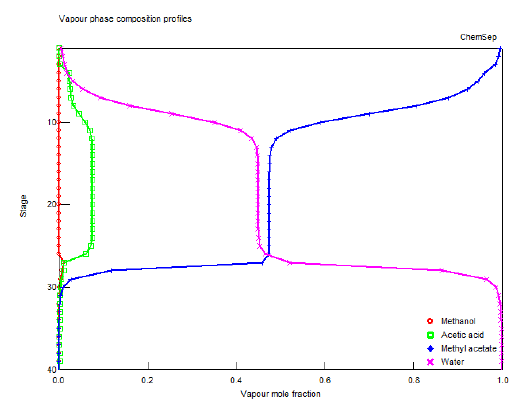 Vapour phase composition profiles
ChemSep
10
20
30
40
Stage
Methanol
Acetic acid
Methyl acetate
Water
0.0 0.2 0.4 0.6 0.8 1.0
Vapour mole fraction